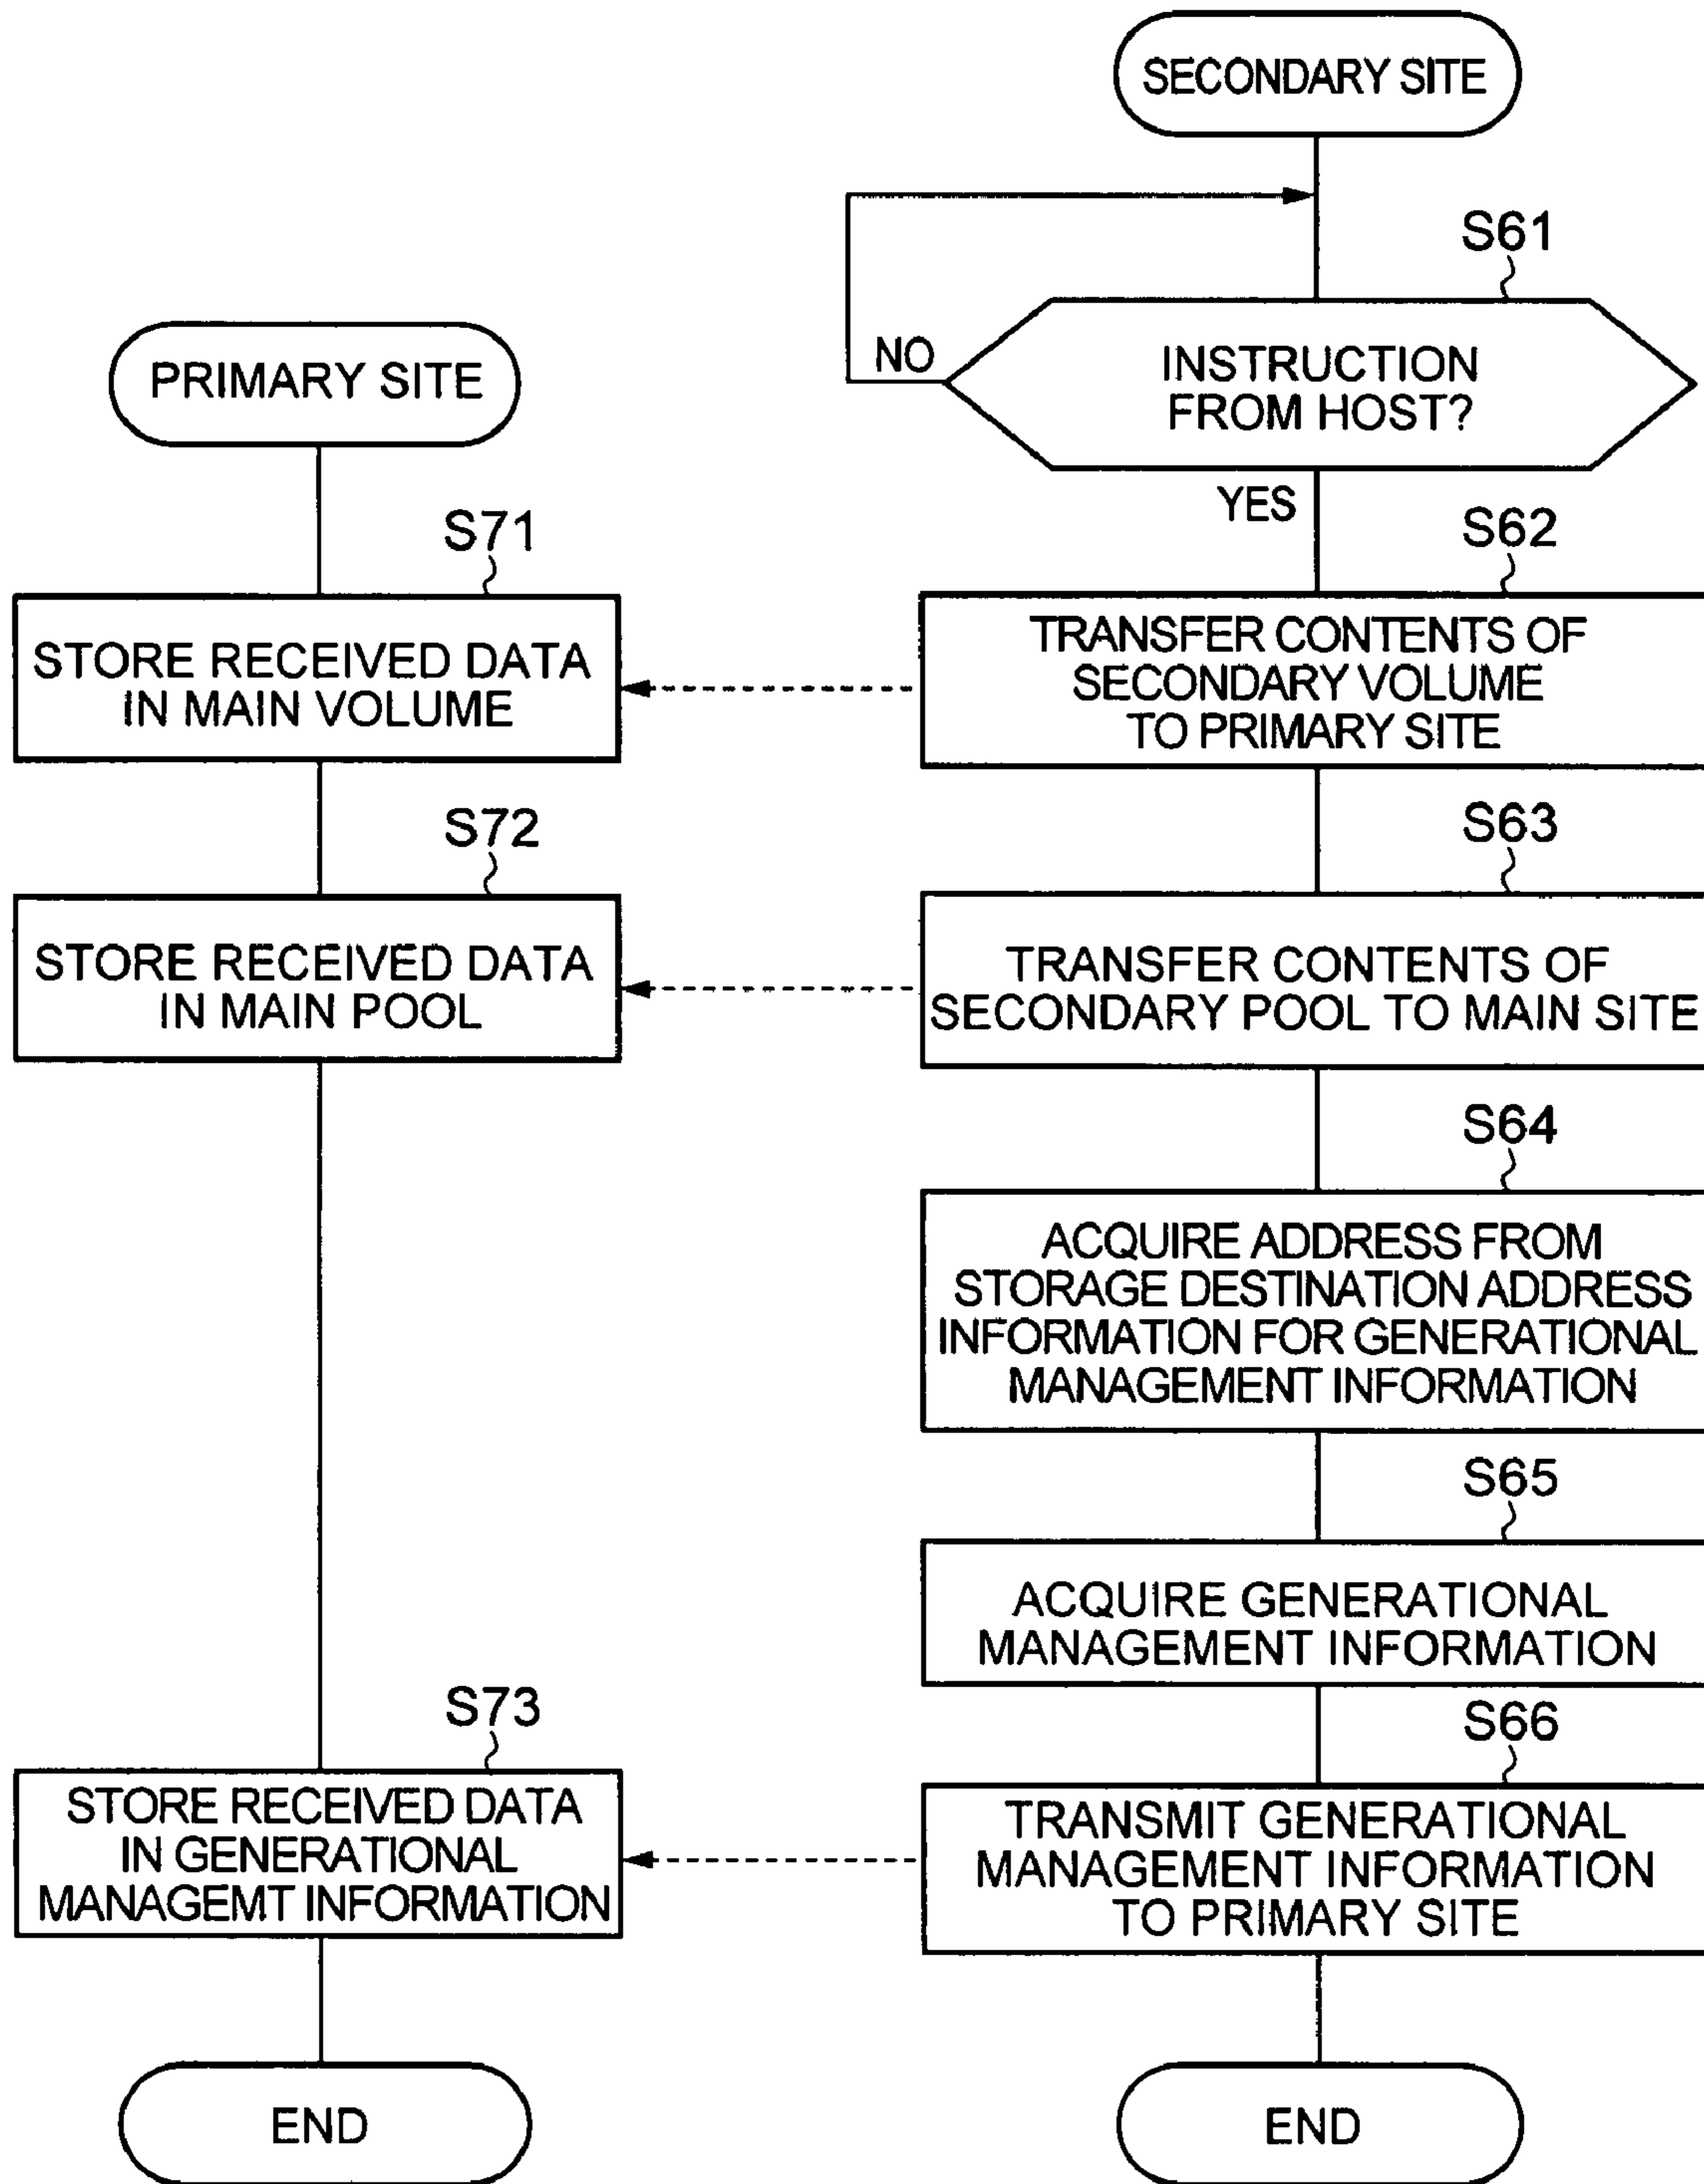 SECONDARY SITE
S61
NO
INSTRUCTION
FROM HOST?
YES
PRIMARY SITE
S71
STORE RECEIVED DATA
IN MAIN VOLUME
S62
TRANSFER CONTENTS OF
SECONDARY VOLUME
TO PRIMARY SITE
S72
STORE RECEIVED DATA
IN MAIN POOL
S63
TRANSFER CONTENTS OF
SECONDARY POOL TO MAIN SITE
S64
ACQUIRE ADDRESS FROM
STORAGE DESTINATION ADDRESS
INFORMATION FOR GENERATIONAL
MANAGEMENT INFORMATION
S65
ACQUIRE GENERATIONAL
MANAGEMENT INFORMATION
S73
STORE RECEIVED DATA
IN GENERATIONAL
MANAGEMT INFORMATION
S66
TRANSMIT GENERATIONAL
MANAGEMENT INFORMATION
TO PRIMARY SITE
END
END